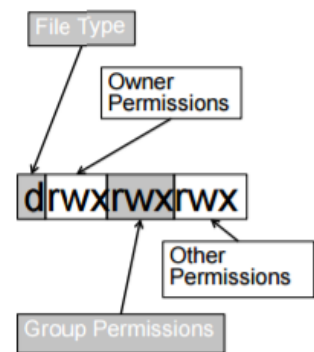 File Type
Owner
Permissions
drwxrwxrwx
Other
Permissions
Group Permissions